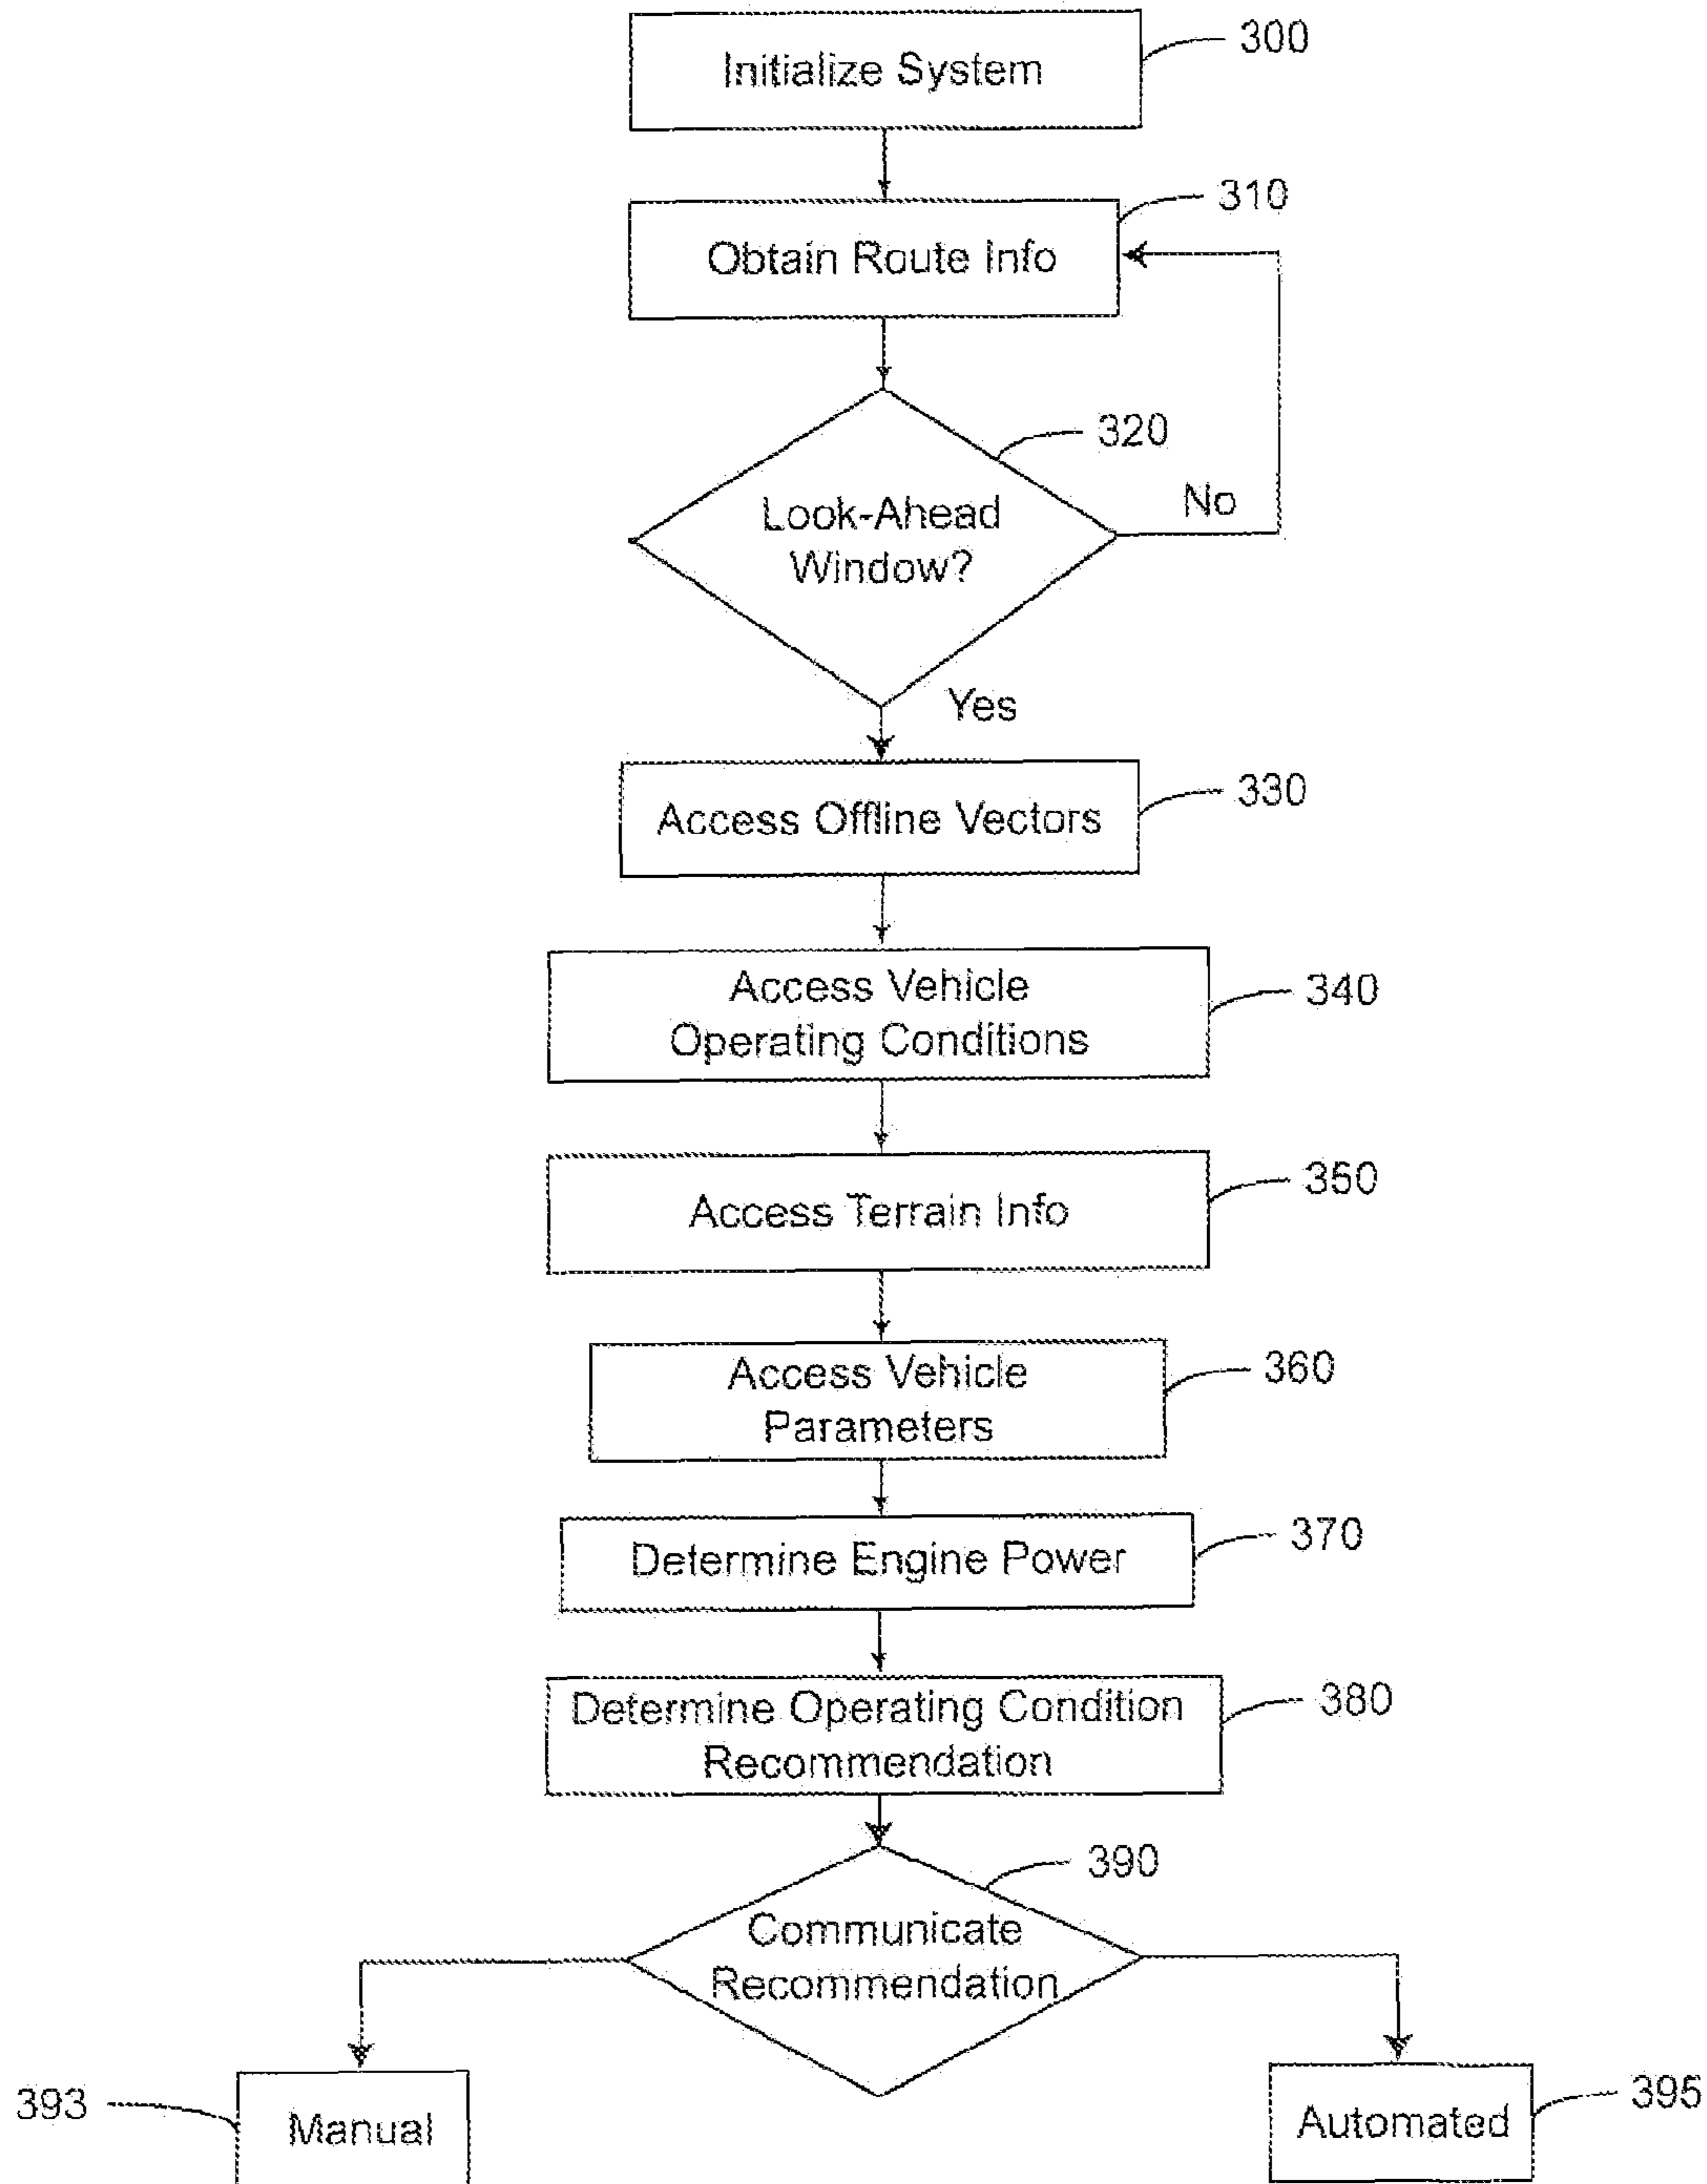 Initialize System
300
Obtain Route Info
310
Look-Ahead
Window?
320
No
Yes
Access Offline Vectors
330
Access Vehicle
Operating Conditions
340
Access Terrain Info
350
Access Vehicle
Parameters
360
Determine Engine Power
370
Determine Operating Condition
Recommendation
380
Communicate
Recommendation
390
393
Manual
Automated
395